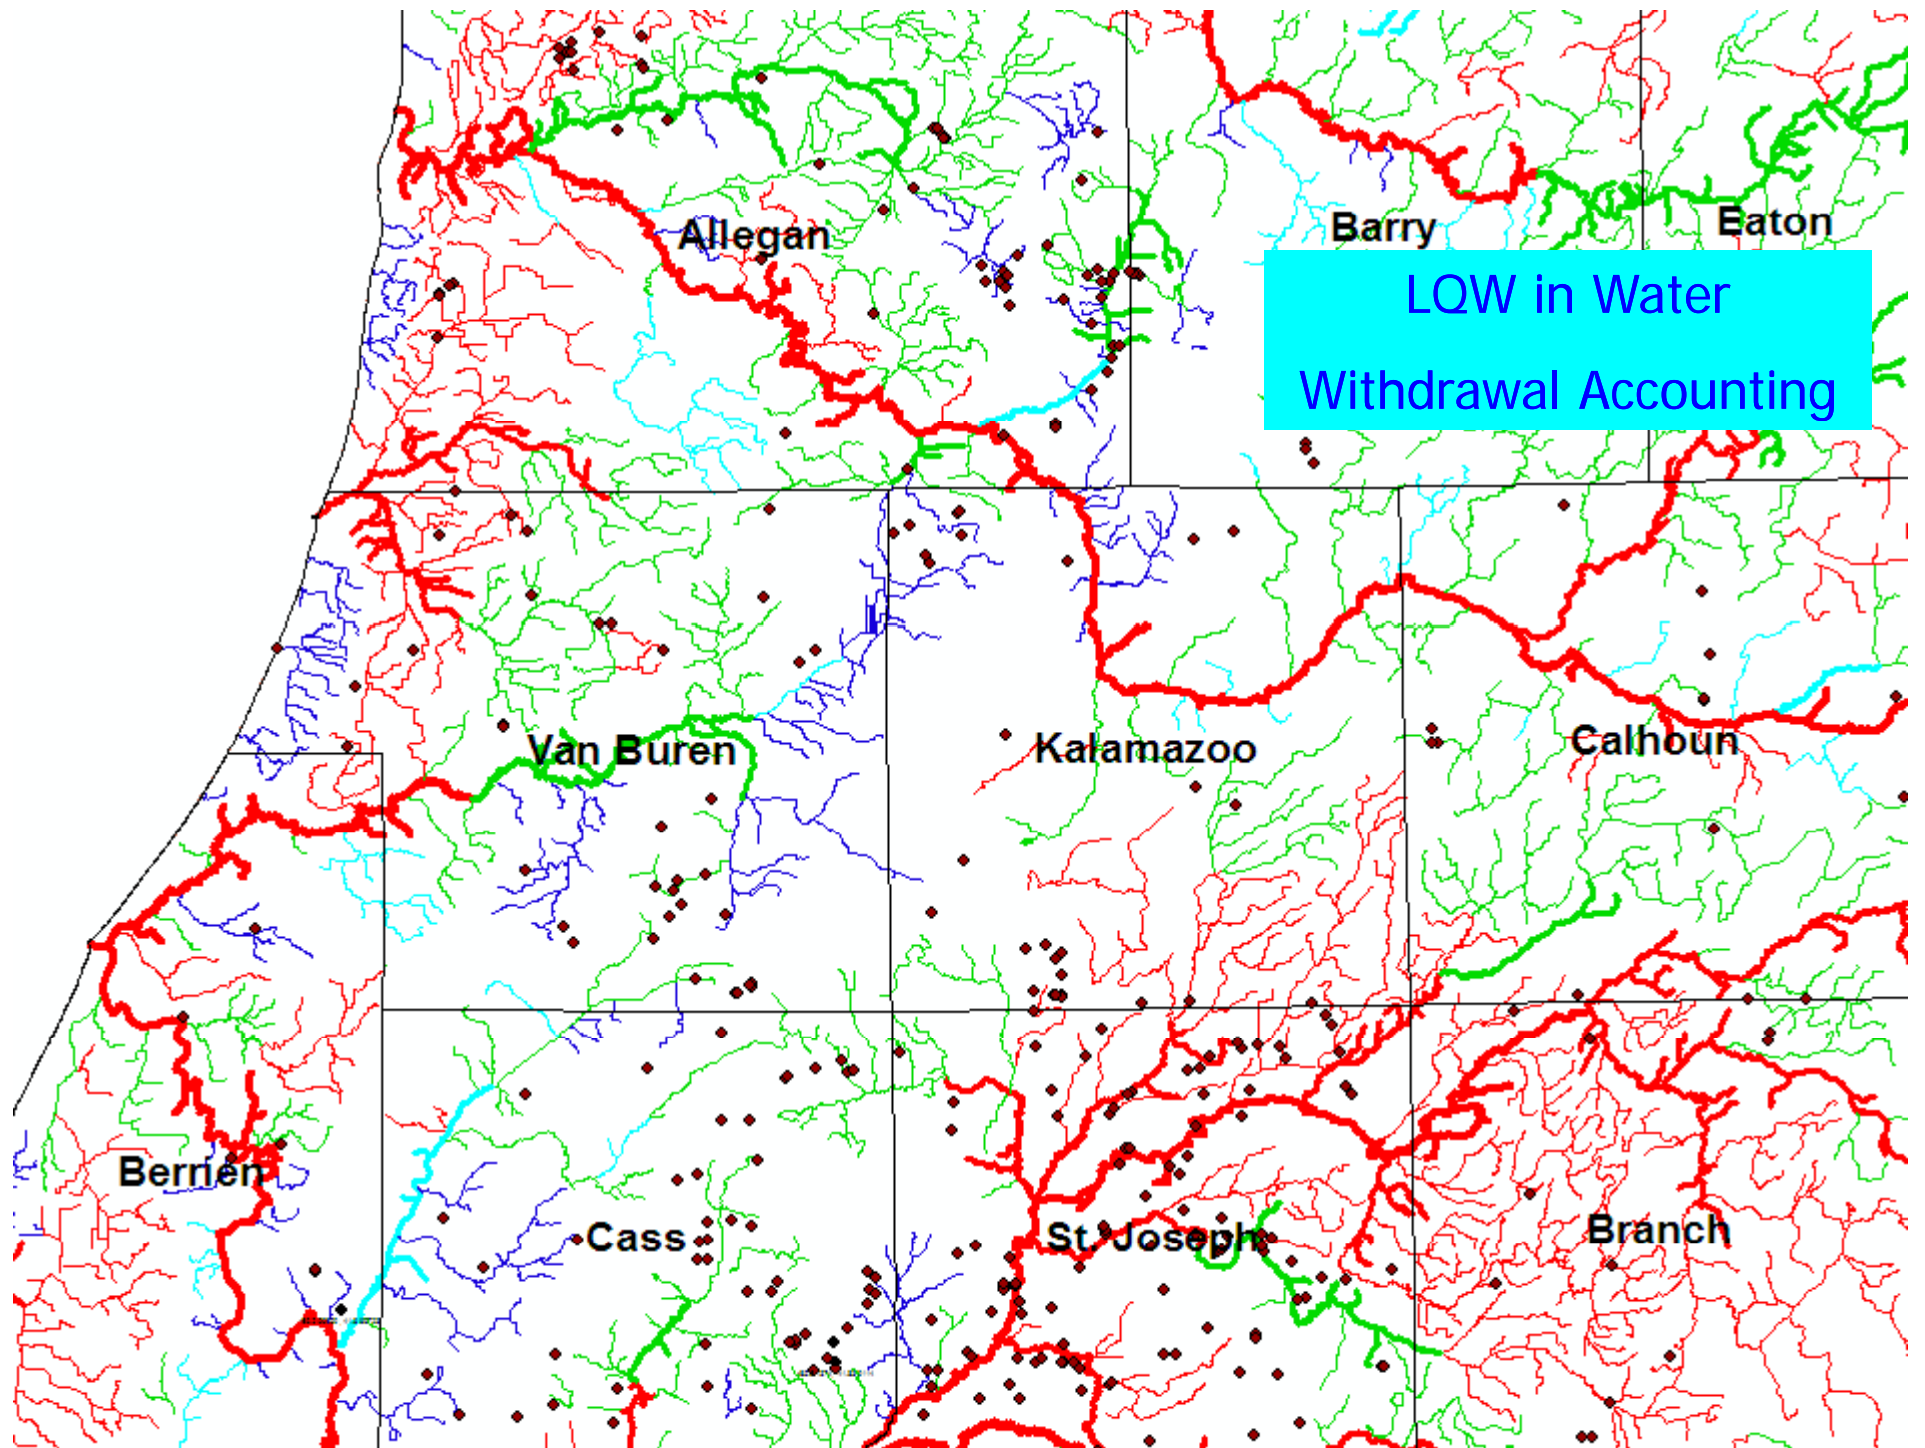 Allegan
Barry
Eaton
LQW in Water
Withdrawal Accounting
Van Buren
Kalamazoo
Calhoun
Berrien
Cass
St. Joseph
Branch